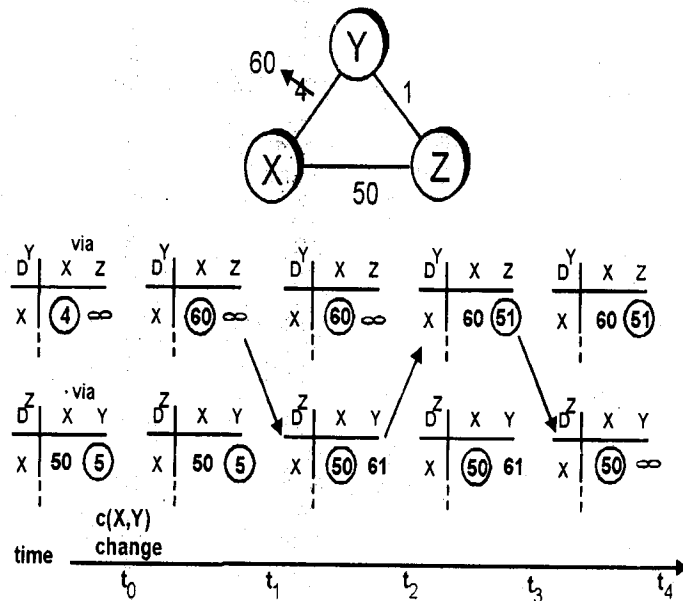 Y
60
4
1
X
Z
50
D^Y via X Z
D^Y X Z
D^Y X Z
D^Y X Z
D^Y X Z
X 4 ∞
X 60 ∞
X 60 ∞
X 60 51
X 60 51
D^Z via X Y
D^Z X Y
D^Z X Y
D^Z X Y
D^Z X Y
X 50 5
X 50 5
X 50 61
X 50 61
X 50 ∞
c(X,Y)
change
time
t0 t1 t2 t3 t4